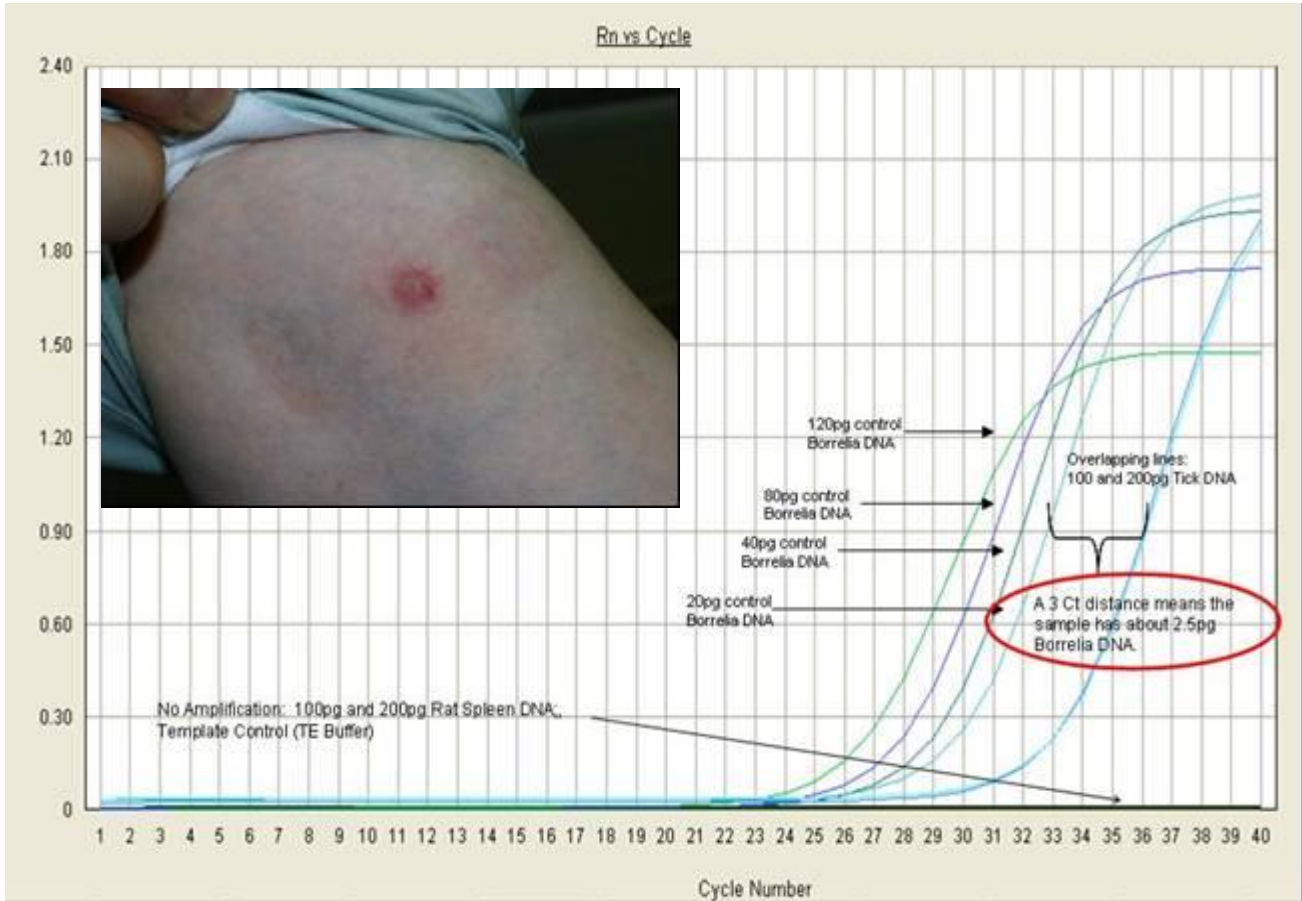 Rn vs Cycle
2.40
2.10
1.80
1.50
1.20
0.90
0.60
0.30
0
120pg control
Borrelia DNA
80pg control
Borrelia DNA
40pg control
Borrelia DNA
20pg control
Borrelia DNA
Overlapping lines:
100 and 200pg Tick DNA
A 3 Ct distance means the
sample has about 2.5pg
Borrelia DNA.
No Amplification: 100pg and 200pg Rat Spleen DNA;,
Template Control (TE Buffer)
1 2 3 4 5 6 7 8 9 10 11 12 13 14 15 16 17 18 19 20 21 22 23 24 25 26 27 28 29 30 31 32 33 34 35 36 37 38 39 40
Cycle Number